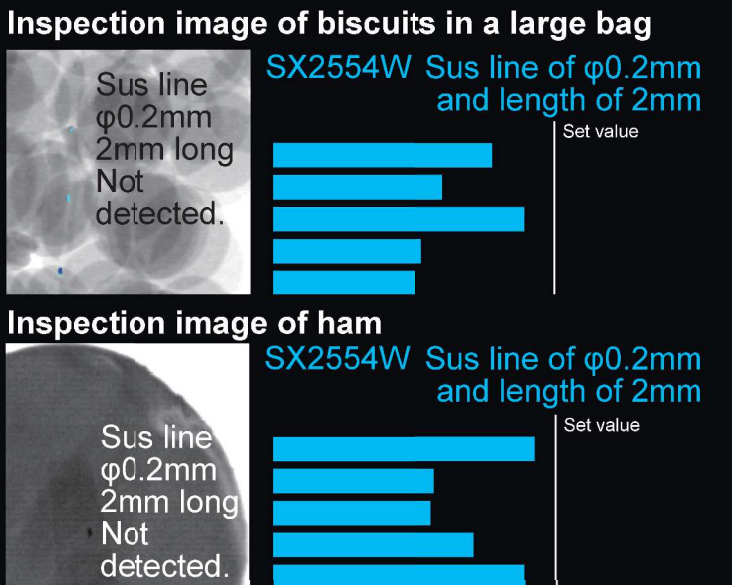 Inspection image of biscuits in a large bag
Sus line
φ0.2mm
2mm long
Not
detected.
SX2554W Sus line of φ0.2mm
and length of 2mm
Set value
Inspection image of ham
Sus line
φ0.2mm
2mm long
Not
detected.
SX2554W Sus line of φ0.2mm
and length of 2mm
Set value